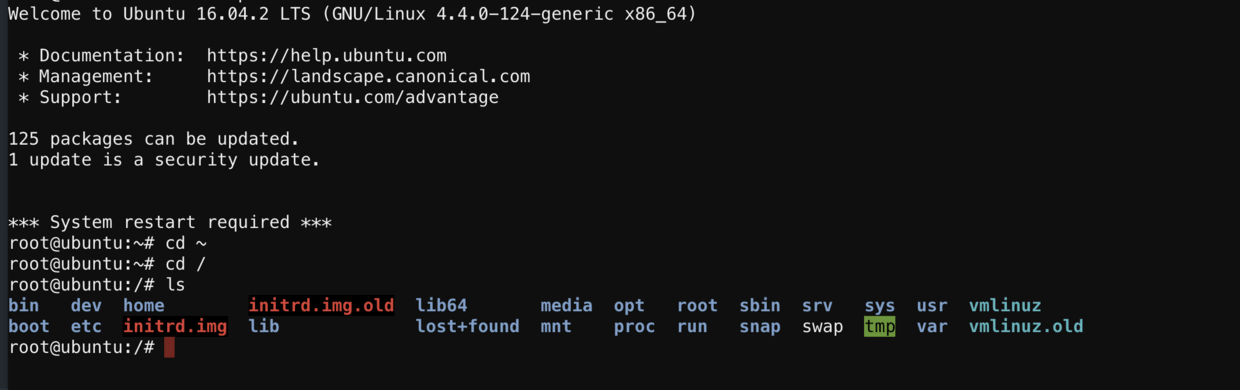 Welcome to Ubuntu 16.04.2 LTS (GNU/Linux 4.4.0-124-generic x86_64)
* Documentation:  https://help.ubuntu.com
* Management:     https://landscape.canonical.com
* Support:        https://ubuntu.com/advantage
125 packages can be updated.
1 update is a security update.
*** System restart required ***
root@ubuntu:~# cd ~
root@ubuntu:~# cd /
root@ubuntu:/# ls
bin   dev  home        initrd.img.old  lib64       media  opt   root  sbin  srv   sys  usr  vmlinuz
boot  etc  initrd.img  lib             lost+found  mnt    proc  run   snap  swap  tmp  var  vmlinuz.old
root@ubuntu:/#